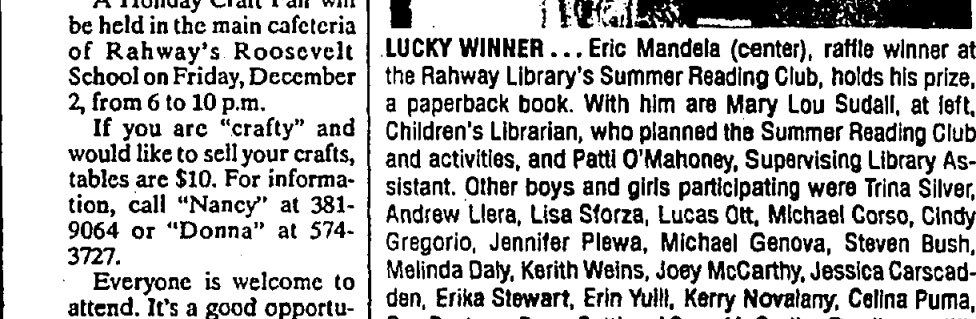 A Holiday Craft Fair will
be held in the main cafeteria
of Rahway's Roosevelt
School on Friday, December
2, from 6 to 10 p.m.
If you are "crafty" and
would like to sell your crafts,
tables are $10. For informa-
tion, call "Nancy" at 381-
9064 or "Donna" at 574-
3727.
Everyone is welcome to
attend. It's a good opportu-
LUCKY WINNER . . . Eric Mandela (center), raffle winner at
the Rahway Library's Summer Reading Club, holds his prize,
a paperback book. With him are Mary Lou Sudall, at left,
Children's Librarian, who planned the Summer Reading Club
and activities, and Patti O'Mahoney, Supervising Library As-
sistant. Other boys and girls participating were Trina Silver,
Andrew Llera, Lisa Sforza, Lucas Ott, Michael Corso, Cindy
Gregorio, Jennifer Plewa, Michael Genova, Steven Bush,
Melinda Daly, Kerith Weins, Joey McCarthy, Jessica Carscad-
den, Erika Stewart, Erin Yuill, Kerry Novalany, Celina Puma,